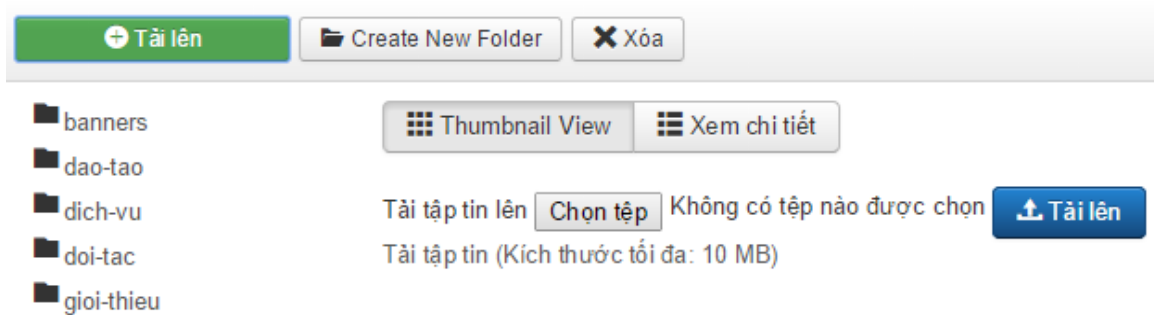 Tải lên Create New Folder Xóa
banners
dao-tao
dich-vu
doi-tac
gioi-thieu
Thumbnail View Xem chi tiết
Tải tập tin lên Chọn tệp Không có tệp nào được chọn Tải lên
Tải tập tin (Kích thước tối đa: 10 MB)